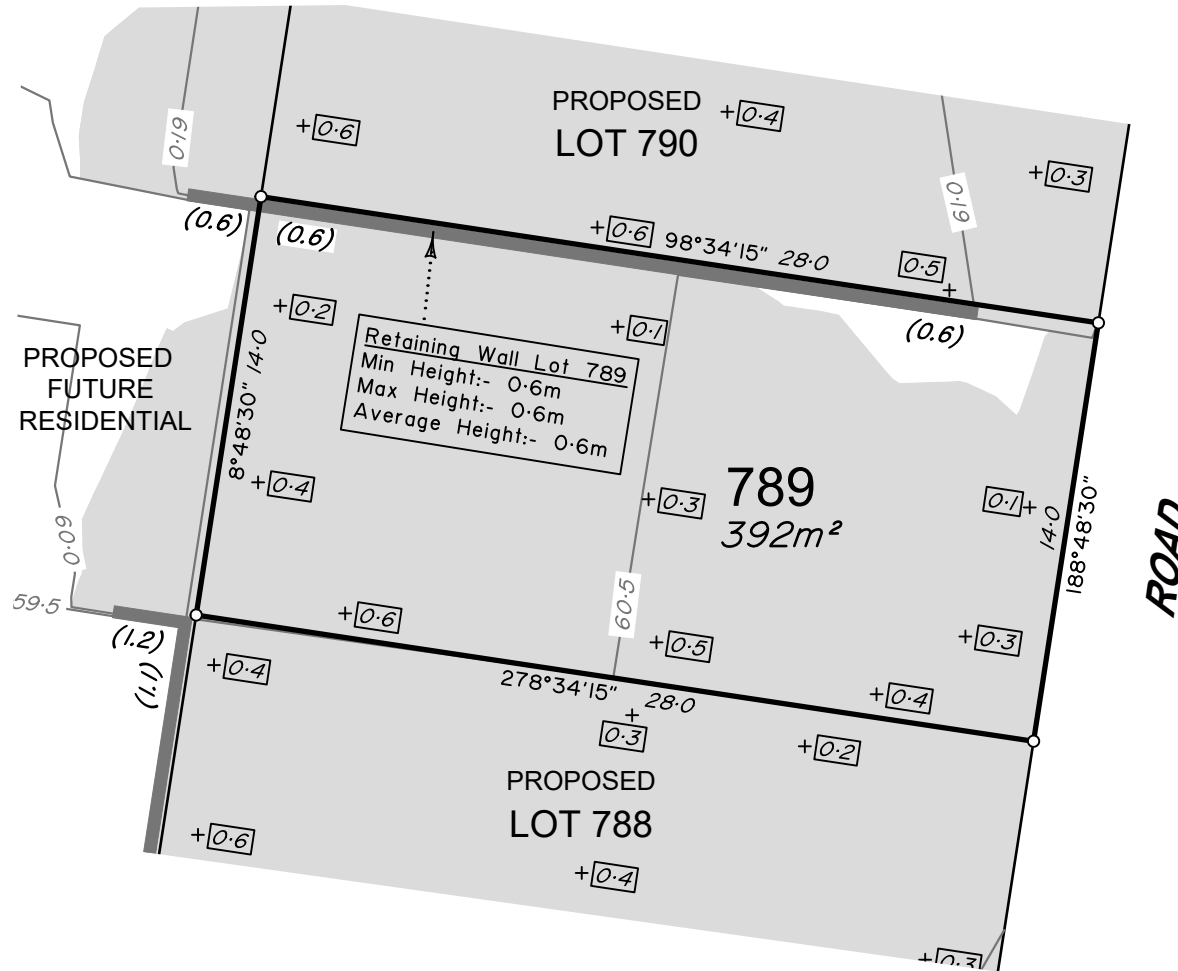 PROPOSED
LOT 790
+0·4
+0·6
0·19
+0·3
61·0
(0.6)
(0.6)
+0·6
98°34'15" 28·0
0·5
+
(0.6)
+0·2
+0·1
Retaining Wall Lot 789
Min Height:- 0·6m
Max Height:- 0·6m
Average Height:- 0·6m
PROPOSED
FUTURE
RESIDENTIAL
8°48'30" 14·0
+0·4
+0·3
789
392m²
0·1+
14·0
188°48'30"
ROAD
60·0
59·5
60·5
+0·6
+0·5
+0·3
(1.2)
(1.1)
+0·4
278°34'15" 28·0
+0·4
+
0·3
+0·2
PROPOSED
LOT 788
+0·6
+0·4
+0·3